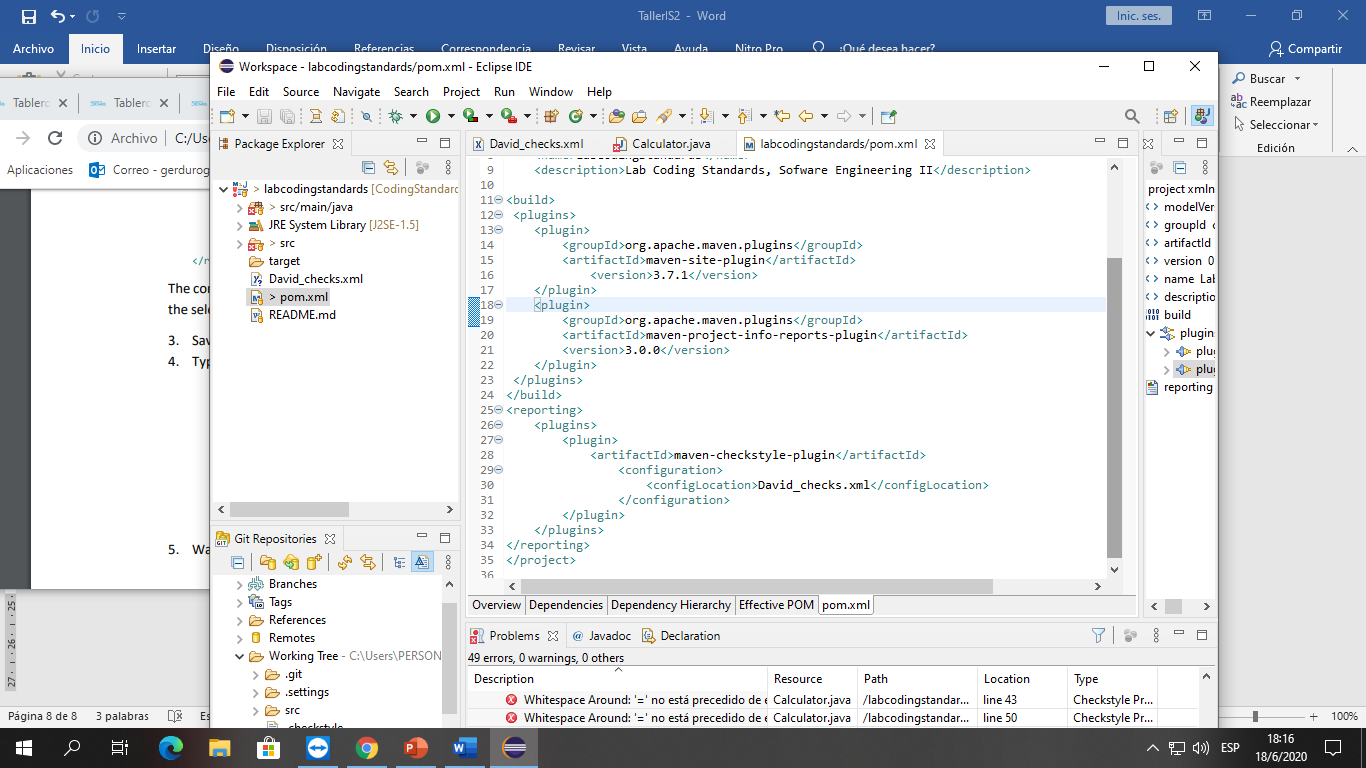 TallerIS2 - Word
Inic. ses.
Archivo Inicio Insertar Diseño Disposición Referencias Correspondencia Revisar Vista Ayuda Nitro Pro ¿Qué desea hacer? Compartir
Workspace - labcodingstandards/pom.xml - Eclipse IDE
File Edit Source Navigate Search Project Run Window Help
Buscar
Reemplazar
Seleccionar
Edición
Archivo C:/Us
Aplicaciones Correo - gerdurog
</r
The cor
the sele
3. Sav
4. Typ
5. Wa
Package Explorer
> labcodingstandards [CodingStandard
> src/main/java
JRE System Library [J2SE-1.5]
> src
target
David_checks.xml
> pom.xml
README.md
Git Repositories
Branches
Tags
References
Remotes
Working Tree - C:\Users\PERSON
.git
.settings
src
David_checks.xml Calculator.java labcodingstandards/pom.xml
9 <description>Lab Coding Standards, Sofware Engineering II</description>
10
11 <build>
12 <plugins>
13 <plugin>
14 <groupId>org.apache.maven.plugins</groupId>
15 <artifactId>maven-site-plugin</artifactId>
16 <version>3.7.1</version>
17 </plugin>
18 <plugin>
19 <groupId>org.apache.maven.plugins</groupId>
20 <artifactId>maven-project-info-reports-plugin</artifactId>
21 <version>3.0.0</version>
22 </plugin>
23 </plugins>
24 </build>
25 <reporting>
26 <plugins>
27 <plugin>
28 <artifactId>maven-checkstyle-plugin</artifactId>
29 <configuration>
30 <configLocation>David_checks.xml</configLocation>
31 </configuration>
32 </plugin>
33 </plugins>
34 </reporting>
35 </project>
36
Overview Dependencies Dependency Hierarchy Effective POM pom.xml
project xmln
modelVer
groupId
artifactId
version 0
name Lab
descriptio
build
plugins
plug
plug
reporting
Problems Javadoc Declaration
49 errors, 0 warnings, 0 others
Description Resource Path Location Type
Whitespace Around: '=' no está precedido de e Calculator.java /labcodingstandar... line 43 Checkstyle Pr...
Whitespace Around: '=' no está precedido de e Calculator.java /labcodingstandar... line 50 Checkstyle Pr...
Página 8 de 8 3 palabras Es 100%
ESP 18:16
18/6/2020